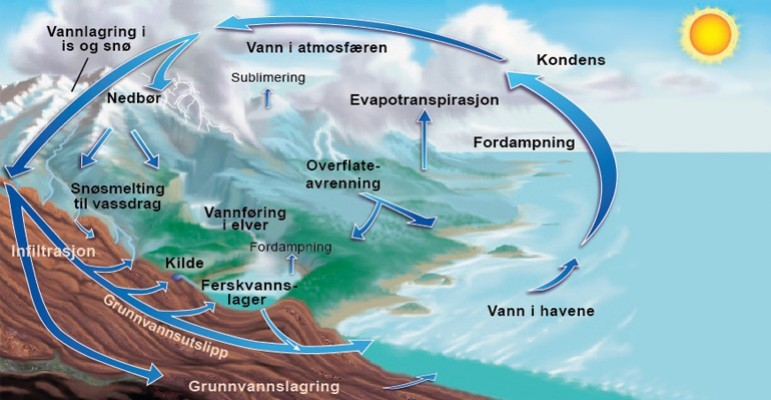 Vannlagring i
is og snø
Vann i atmosfæren
Kondens
Sublimering
Nedbør
Evapotranspirasjon
Fordampning
Overflate-
avrenning
Snøsmelting
til vassdrag
Vannføring
i elver
Fordampning
Infiltrasjon
Kilde
Ferskvanns-
lager
Vann i havene
Grunnvannsutslipp
Grunnvannslagring